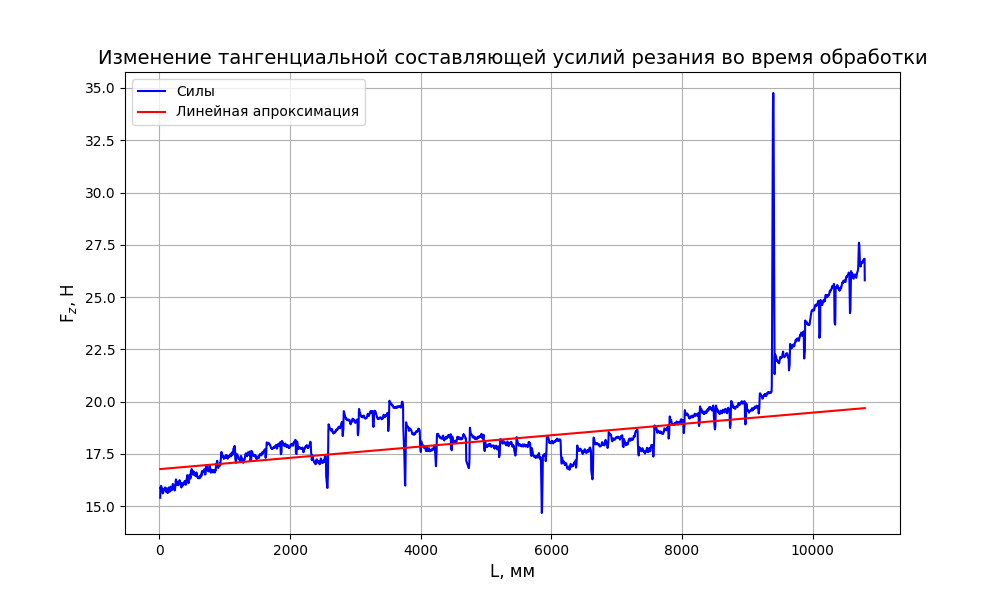 Изменение тангенциальной составляющей усилий резания во время обработки
Силы
Линейная апроксимация
35.0
32.5
30.0
27.5
25.0
22.5
20.0
17.5
15.0
F_z, Н
0 2000 4000 6000 8000 10000
L, мм